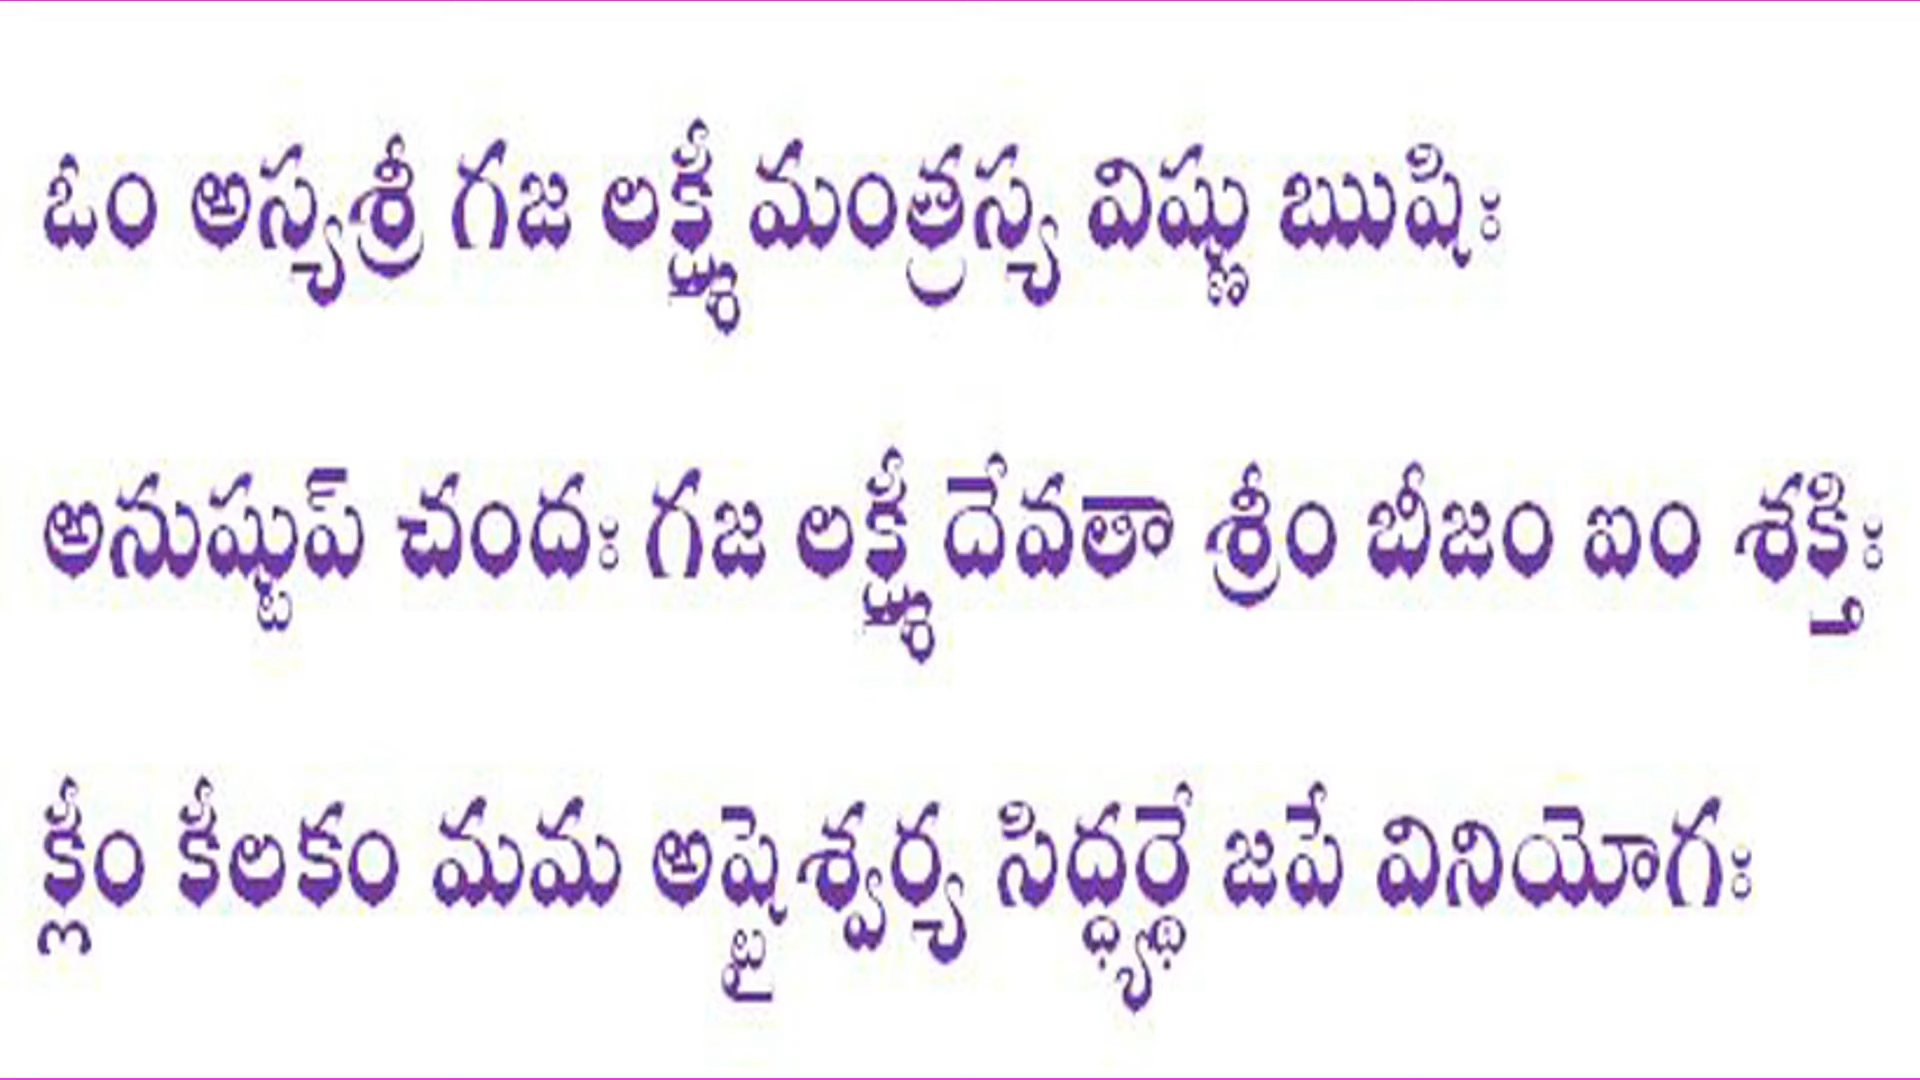 ఓం అస్యశ్రీ గజ లక్ష్మీ మంత్రస్య విష్ణు ఋషిః
అనుష్టుప్ చందః గజ లక్ష్మీ దేవతా శ్రీం బీజం ఐం శక్తిః
క్లీం కీలకం మమ అష్టైశ్వర్య సిద్ధ్యర్థే జపే వినియోగః